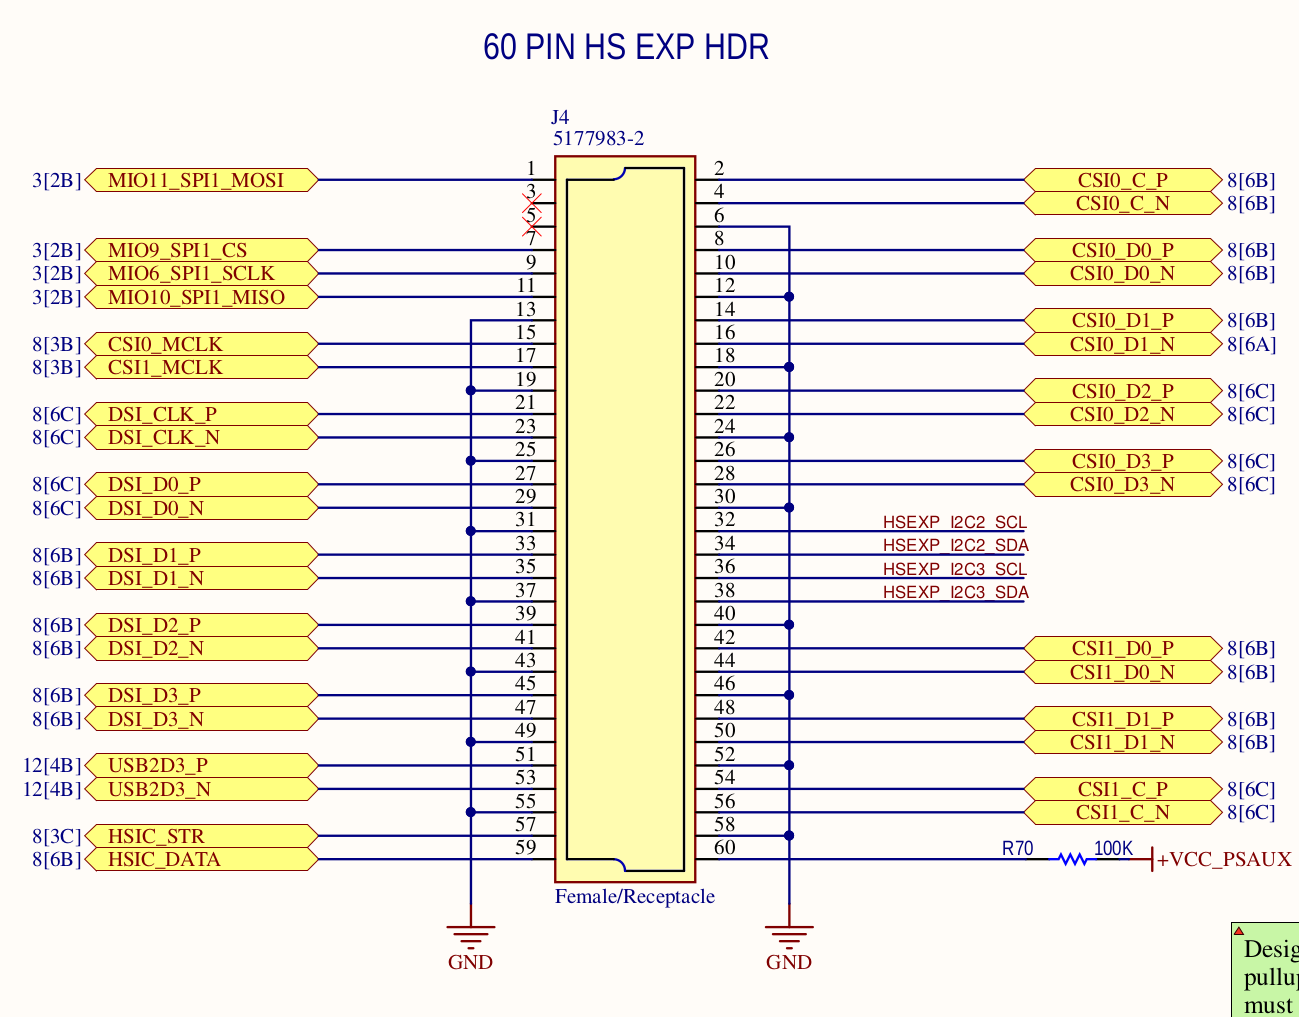 60 PIN HS EXP HDR
J4
5177983-2
3[2B] MIO11_SPI1_MOSI 1 2 CSI0_C_P 8[6B]
3 4 CSI0_C_N 8[6B]
5 6
3[2B] MIO9_SPI1_CS 7 8 CSI0_D0_P 8[6B]
3[2B] MIO6_SPI1_SCLK 9 10 CSI0_D0_N 8[6B]
3[2B] MIO10_SPI1_MISO 11 12
13 14 CSI0_D1_P 8[6B]
8[3B] CSI0_MCLK 15 16 CSI0_D1_N 8[6A]
8[3B] CSI1_MCLK 17 18
19 20 CSI0_D2_P 8[6C]
8[6C] DSI_CLK_P 21 22 CSI0_D2_N 8[6C]
8[6C] DSI_CLK_N 23 24
25 26 CSI0_D3_P 8[6C]
8[6C] DSI_D0_P 27 28 CSI0_D3_N 8[6C]
8[6C] DSI_D0_N 29 30
31 32 HSEXP_I2C2_SCL
8[6B] DSI_D1_P 33 34 HSEXP_I2C2_SDA
8[6B] DSI_D1_N 35 36 HSEXP_I2C3_SCL
37 38 HSEXP_I2C3_SDA
8[6B] DSI_D2_P 39 40
8[6B] DSI_D2_N 41 42 CSI1_D0_P 8[6B]
43 44 CSI1_D0_N 8[6B]
8[6B] DSI_D3_P 45 46
8[6B] DSI_D3_N 47 48 CSI1_D1_P 8[6B]
49 50 CSI1_D1_N 8[6B]
12[4B] USB2D3_P 51 52
12[4B] USB2D3_N 53 54 CSI1_C_P 8[6C]
55 56 CSI1_C_N 8[6C]
8[3C] HSIC_STR 57 58
8[6B] HSIC_DATA 59 60 R70 100K +VCC_PSAUX
Female/Receptacle
GND GND
Desig
pullup
must